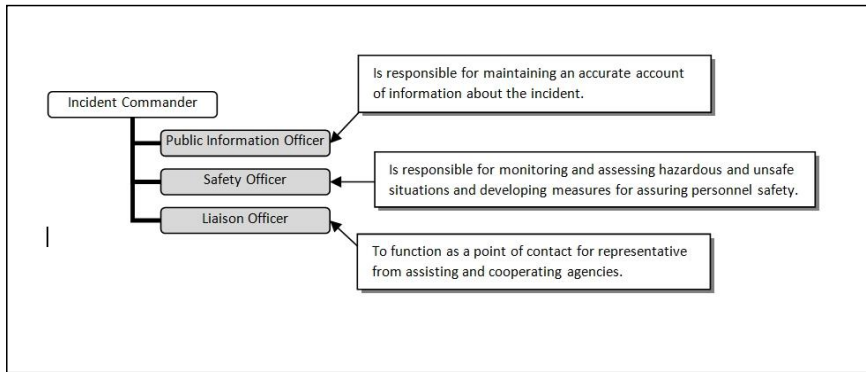 Is responsible for maintaining an accurate account
of information about the incident.
Incident Commander
Public Information Officer
Is responsible for monitoring and assessing hazardous and unsafe
situations and developing measures for assuring personnel safety.
Safety Officer
Liaison Officer
To function as a point of contact for representative
from assisting and cooperating agencies.